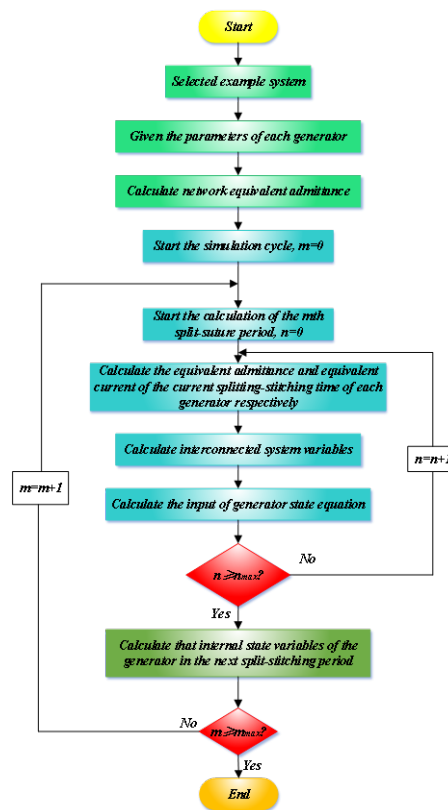 Start
Selected example system
Given the parameters of each generator
Calculate network equivalent admittance
Start the simulation cycle, m=0
Start the calculation of the mth
split-suture period, n=0
Calculate the equivalent admittance and equivalent
current of the current splitting-stitching time of each
generator respectively
Calculate interconnected system variables
n=n+1
m=m+1
Calculate the input of generator state equation
No
n⩾nmax?
Yes
Calculate that internal state variables of the
generator in the next split-stitching period
No
m⩾mmax?
Yes
End